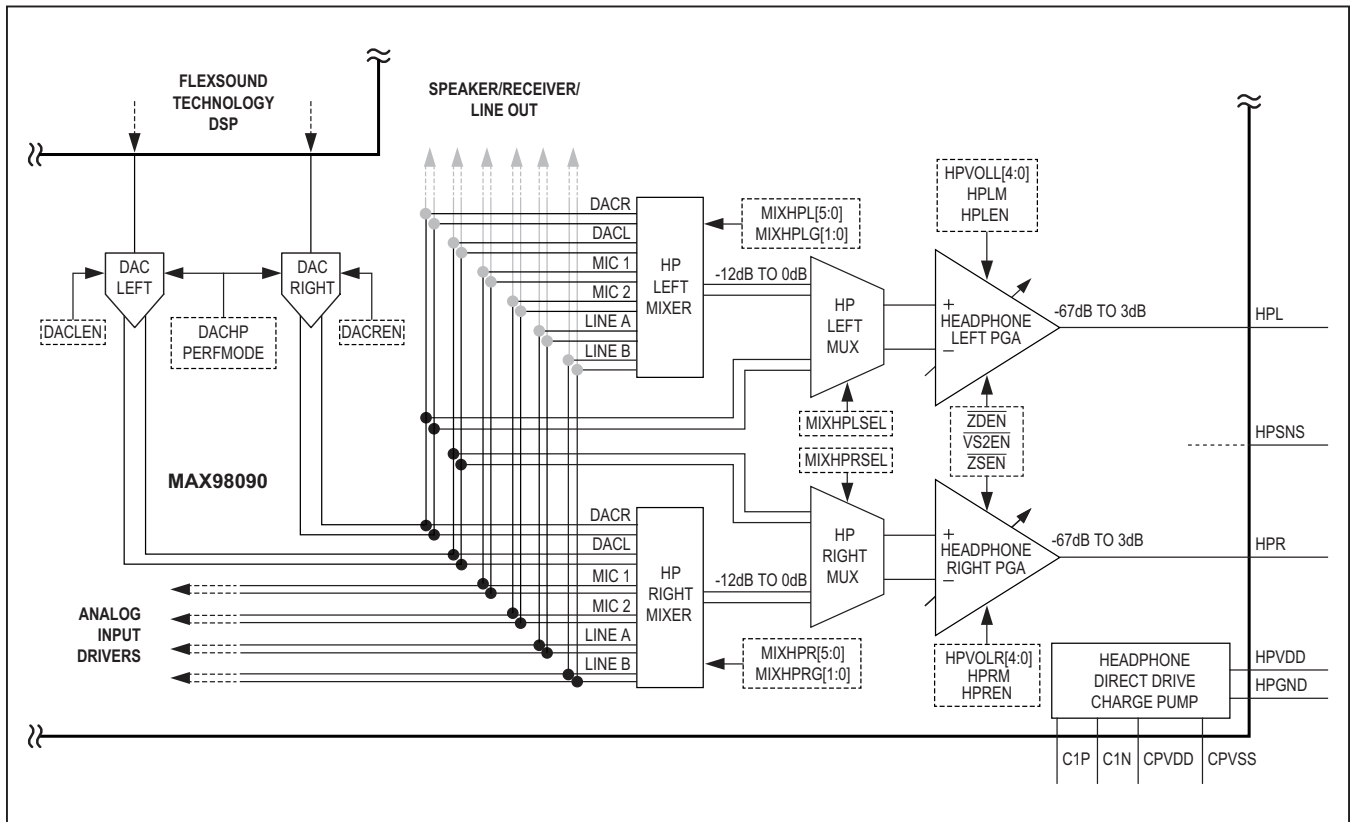 FLEXSOUND
TECHNOLOGY
DSP
SPEAKER/RECEIVER/
LINE OUT
DAC
LEFT
DAC
RIGHT
DACLEN
DACHP
PERFMODE
DACREN
MAX98090
ANALOG
INPUT
DRIVERS
DACR
DACL
MIC 1
MIC 2
LINE A
LINE B
HP
LEFT
MIXER
MIXHPL[5:0]
MIXHPLG[1:0]
-12dB TO 0dB
HP
LEFT
MUX
MIXHPLSEL
HPVOLL[4:0]
HPLM
HPLEN
+
HEADPHONE
LEFT PGA
−
-67dB TO 3dB
HPL
ZDEN
VS2EN
ZSEN
HPSNS
MIXHPRSEL
DACR
DACL
MIC 1
MIC 2
LINE A
LINE B
HP
RIGHT
MIXER
-12dB TO 0dB
MIXHPR[5:0]
MIXHPRG[1:0]
HP
RIGHT
MUX
+
HEADPHONE
RIGHT PGA
−
-67dB TO 3dB
HPR
HPVOLR[4:0]
HPRM
HPREN
HEADPHONE
DIRECT DRIVE
CHARGE PUMP
HPVDD
HPGND
C1P
C1N
CPVDD
CPVSS